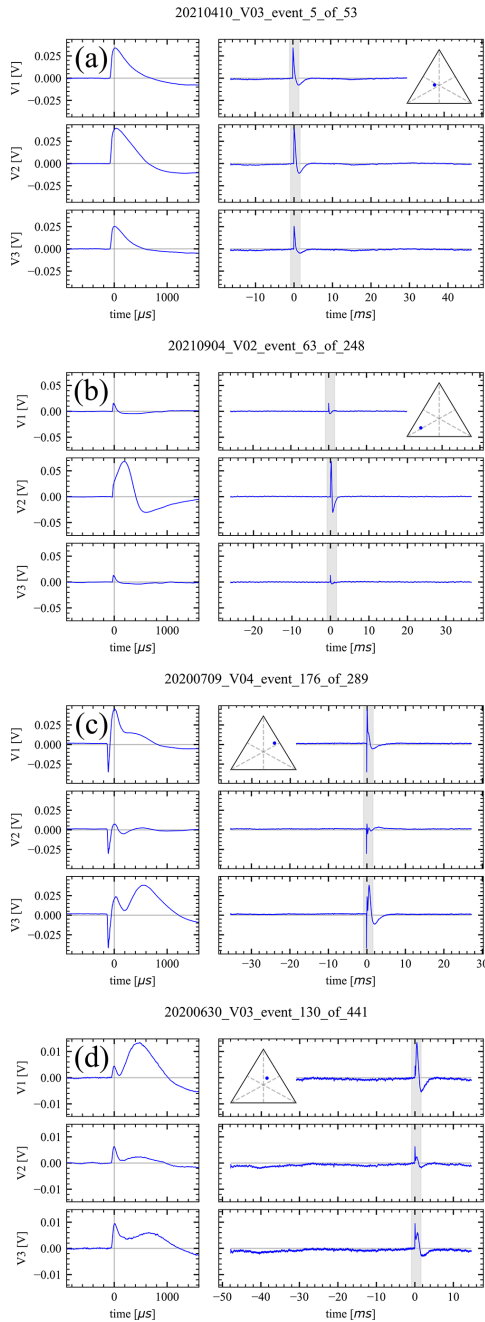 20210410_V03_event_5_of_53
(a)
V1 [V]
0.025
0.000
−0.025
V2 [V]
0.025
0.000
−0.025
V3 [V]
0.025
0.000
−0.025
0 1000
−10 0 10 20 30 40
time [μs]
time [ms]
20210904_V02_event_63_of_248
(b)
V1 [V]
0.05
0.00
−0.05
V2 [V]
0.05
0.00
−0.05
V3 [V]
0.05
0.00
−0.05
0 1000
−20 −10 0 10 20 30
time [μs]
time [ms]
20200709_V04_event_176_of_289
(c)
V1 [V]
0.025
0.000
−0.025
V2 [V]
0.025
0.000
−0.025
V3 [V]
0.025
0.000
−0.025
0 1000
−30 −20 −10 0 10 20 30
time [μs]
time [ms]
20200630_V03_event_130_of_441
(d)
V1 [V]
0.01
0.00
−0.01
V2 [V]
0.01
0.00
−0.01
V3 [V]
0.01
0.00
−0.01
0 1000
−50 −40 −30 −20 −10 0 10
time [μs]
time [ms]